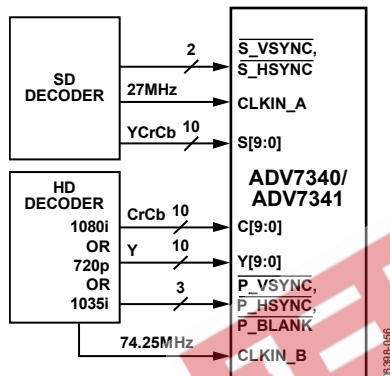 SD
DECODER
2
S_VSYNC,
S_HSYNC
27MHz
CLKIN_A
YCrCb
10
S[9:0]
ADV7340/
ADV7341
HD
DECODER
1080i
OR
720p
OR
1035i
CrCb
10
C[9:0]
Y
10
Y[9:0]
3
P_VSYNC,
P_HSYNC,
P_BLANK
74.25MHz
CLKIN_B